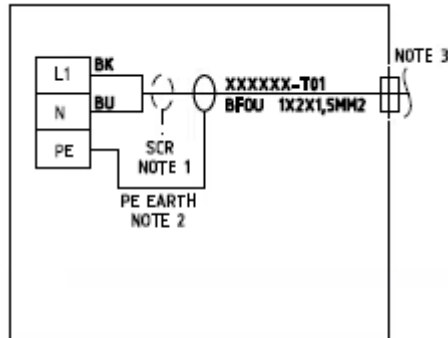 NOTE 3
L1
BK
XXXXXX-T01
N
BU
BFOU 1X2X1,5MM2
PE
SCR
NOTE 1
PE EARTH
NOTE 2